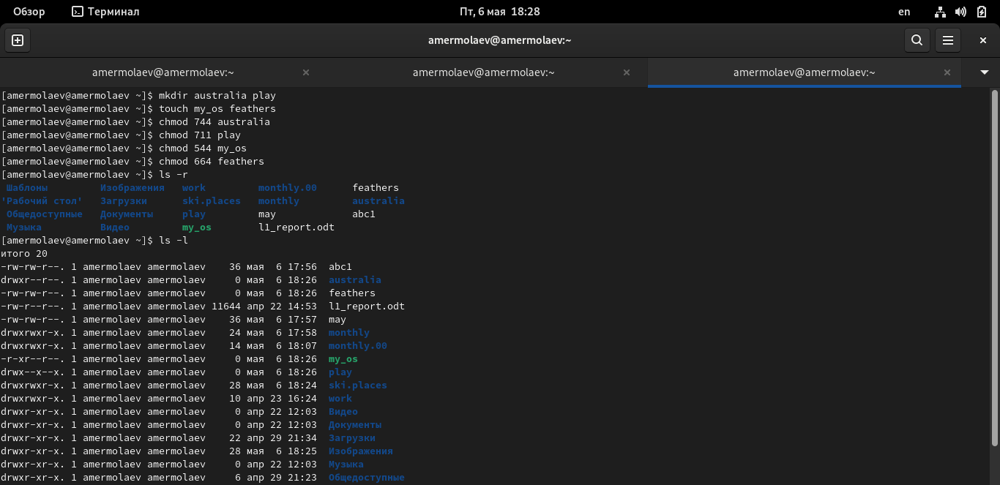 Обзор Терминал Пт, 6 мая 18:28 en
amermolaev@amermolaev:~
amermolaev@amermolaev:~ amermolaev@amermolaev:~ amermolaev@amermolaev:~
[amermolaev@amermolaev ~]$ mkdir australia play
[amermolaev@amermolaev ~]$ touch my_os feathers
[amermolaev@amermolaev ~]$ chmod 744 australia
[amermolaev@amermolaev ~]$ chmod 711 play
[amermolaev@amermolaev ~]$ chmod 544 my_os
[amermolaev@amermolaev ~]$ chmod 664 feathers
[amermolaev@amermolaev ~]$ ls -r
Шаблоны Изображения work monthly.00 feathers
'Рабочий стол' Загрузки ski.places monthly australia
Общедоступные Документы play may abc1
Музыка Видео my_os l1_report.odt
[amermolaev@amermolaev ~]$ ls -l
итого 20
-rw-rw-r--. 1 amermolaev amermolaev 36 мая 6 17:56 abc1
drwxr--r--. 1 amermolaev amermolaev 0 мая 6 18:26 australia
-rw-rw-r--. 1 amermolaev amermolaev 0 мая 6 18:26 feathers
-rw-r--r--. 1 amermolaev amermolaev 11644 апр 22 14:53 l1_report.odt
-rw-rw-r--. 1 amermolaev amermolaev 36 мая 6 17:57 may
drwxrwxr-x. 1 amermolaev amermolaev 24 мая 6 17:58 monthly
drwxrwxr-x. 1 amermolaev amermolaev 14 мая 6 18:07 monthly.00
-r-xr--r--. 1 amermolaev amermolaev 0 мая 6 18:26 my_os
drwx--x--x. 1 amermolaev amermolaev 0 мая 6 18:26 play
drwxrwxr-x. 1 amermolaev amermolaev 28 мая 6 18:24 ski.places
drwxrwxr-x. 1 amermolaev amermolaev 10 апр 23 16:24 work
drwxr-xr-x. 1 amermolaev amermolaev 0 апр 22 12:03 Видео
drwxr-xr-x. 1 amermolaev amermolaev 0 апр 22 12:03 Документы
drwxr-xr-x. 1 amermolaev amermolaev 22 апр 29 21:34 Загрузки
drwxr-xr-x. 1 amermolaev amermolaev 28 мая 6 18:25 Изображения
drwxr-xr-x. 1 amermolaev amermolaev 0 апр 22 12:03 Музыка
drwxr-xr-x. 1 amermolaev amermolaev 6 апр 29 21:23 Общедоступные